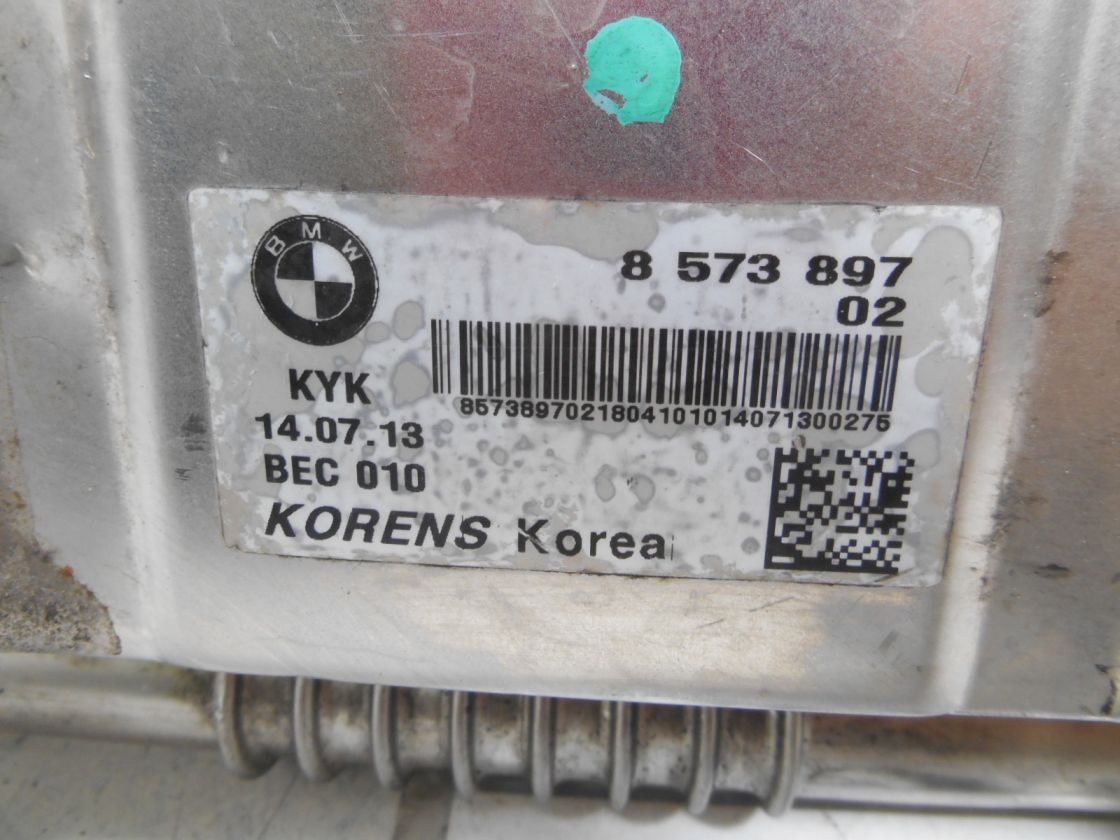 BMW
8 573 897
02
8573897021804101014071300275
KYK
14.07.13
BEC 010
KORENS Korea